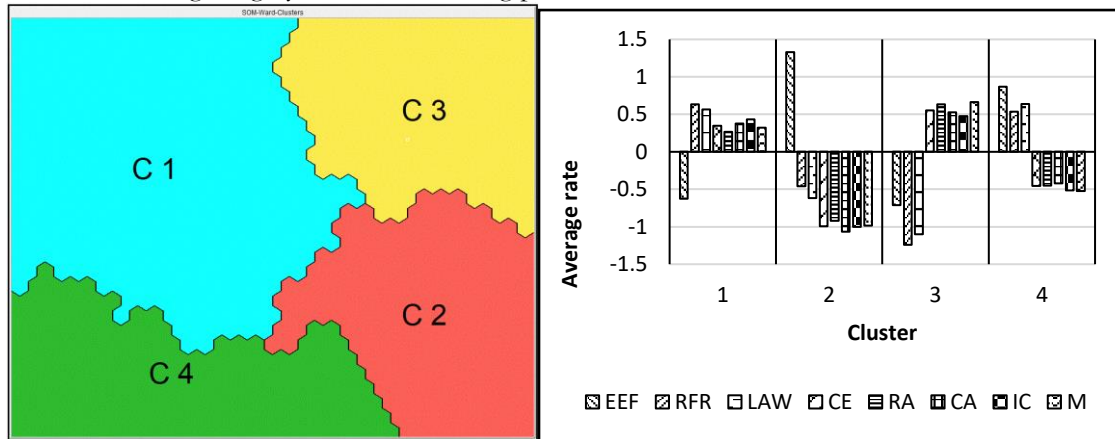 SOM-Ward-Clusters
C 3
C 1
C 2
C 4
1.5
1
0.5
0
-0.5
-1
-1.5
Average rate
1 2 3 4
Cluster
EEF RFR LAW CE RA CA IC M